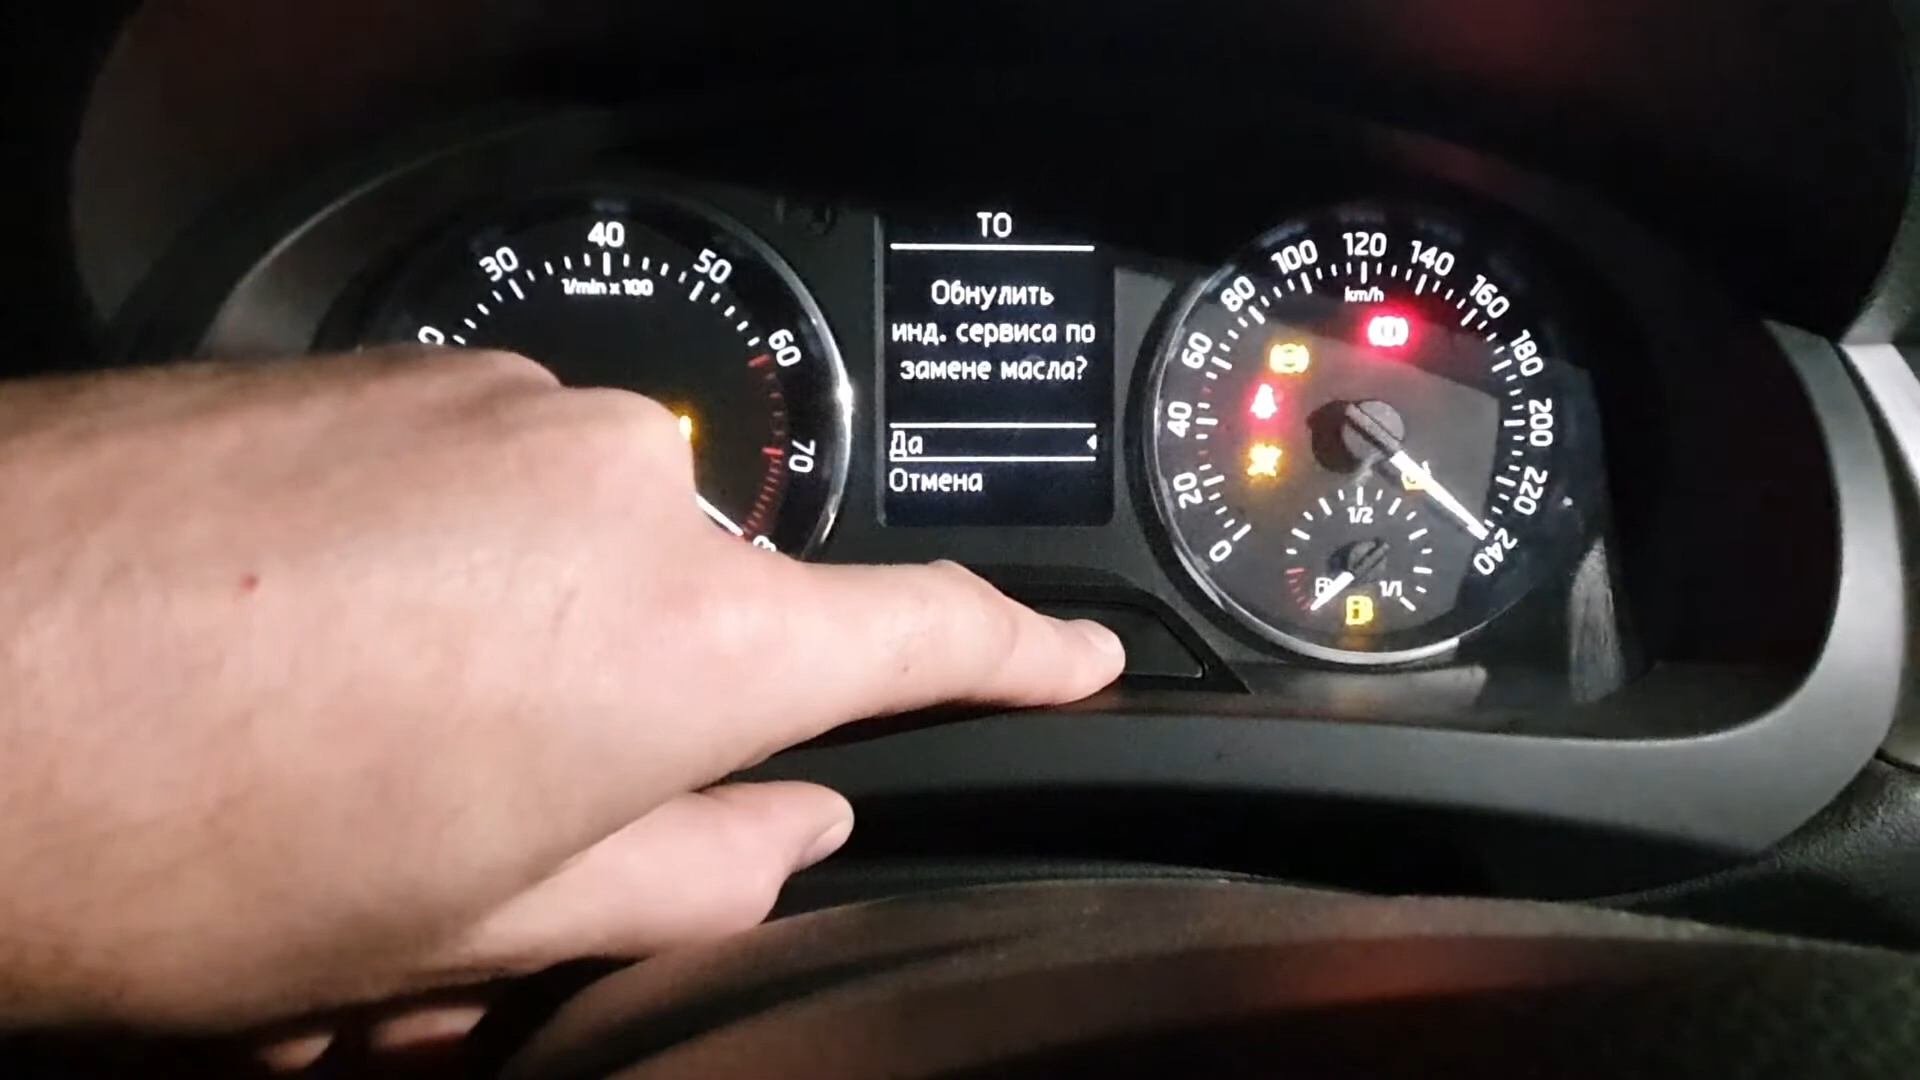 ТО
Обнулить
инд. сервиса по
замене масла?
Да
Отмена
30
40
50
60
70
1/min x 100
0
20
40
60
80
100
120
140
160
180
200
220
240
km/h
1/2
1/1